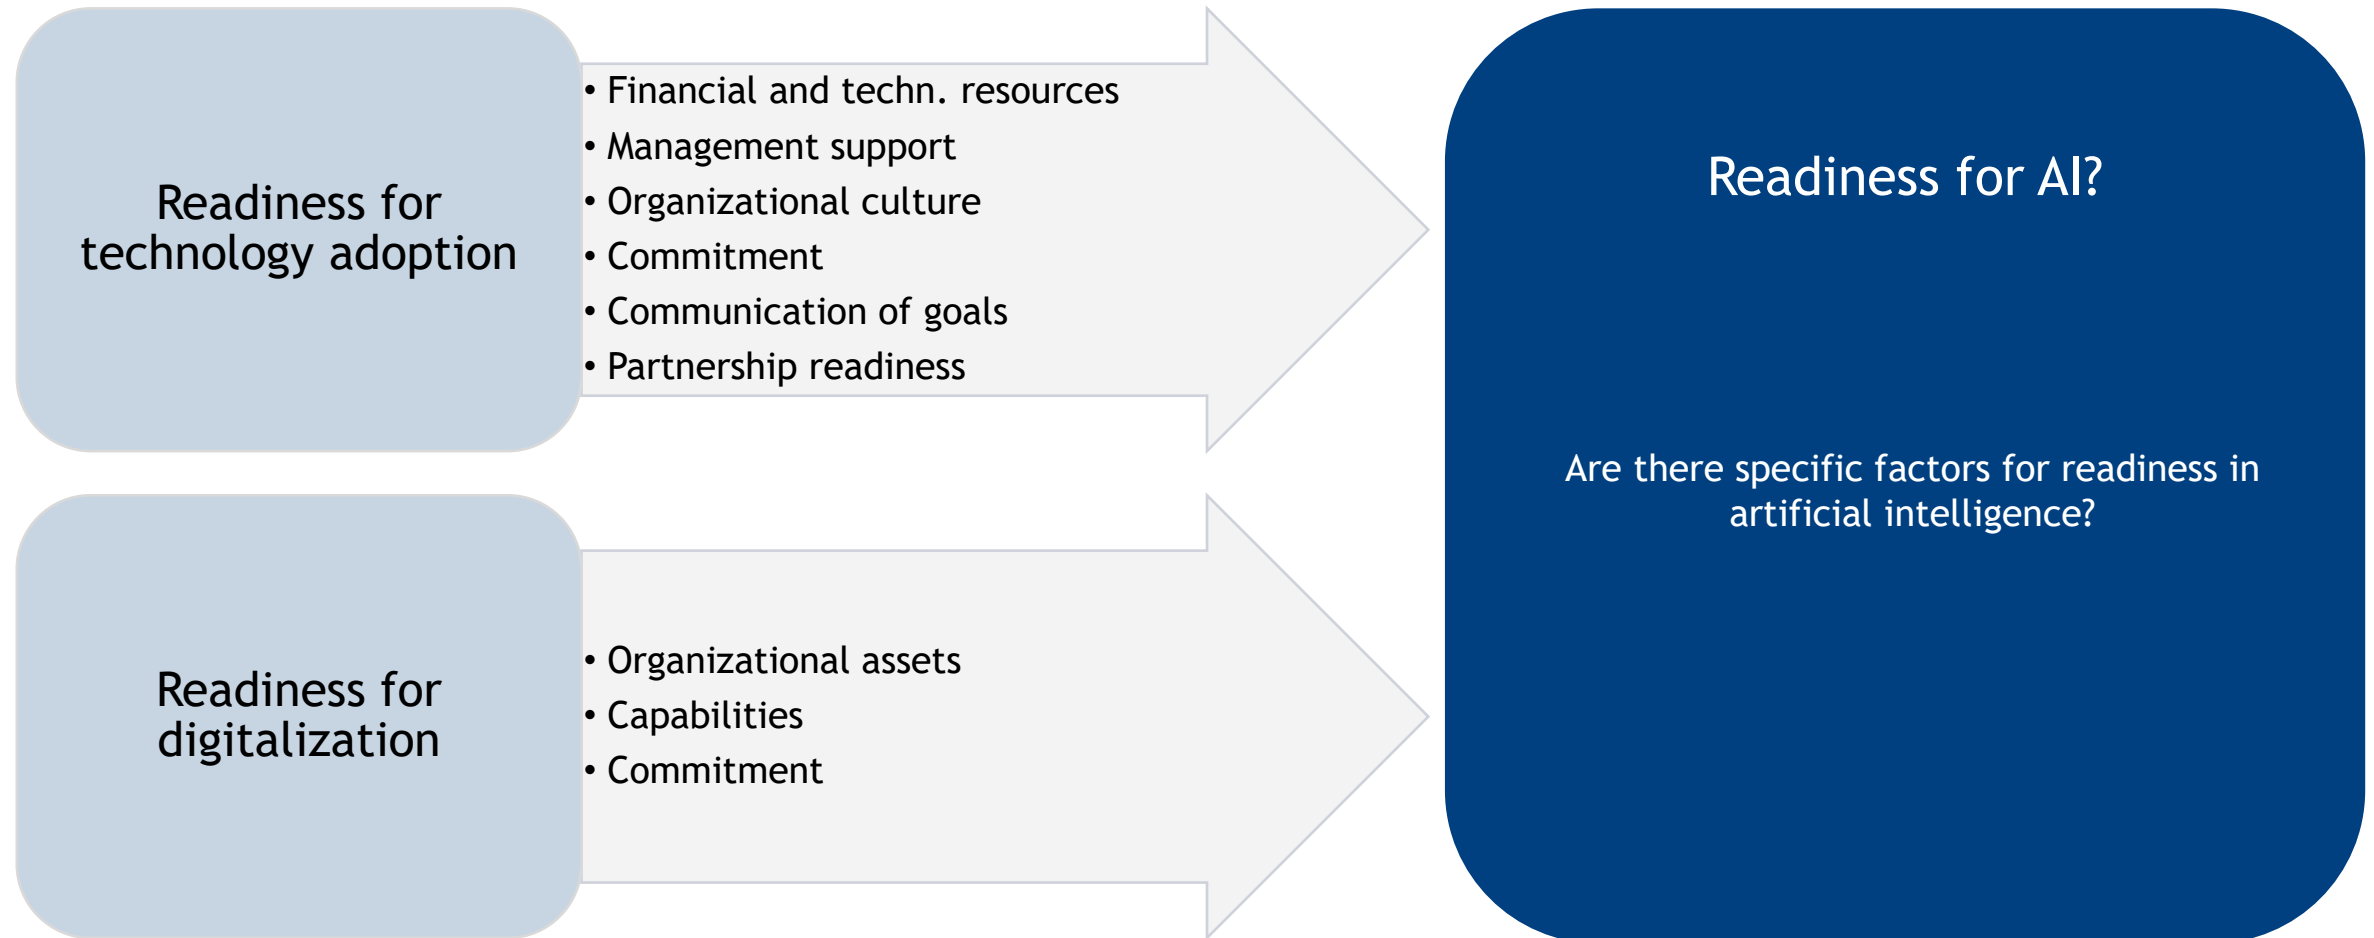 Readiness for
technology adoption
• Financial and techn. resources
• Management support
• Organizational culture
• Commitment
• Communication of goals
• Partnership readiness
Readiness for
digitalization
• Organizational assets
• Capabilities
• Commitment
Readiness for AI?
Are there specific factors for readiness in
artificial intelligence?